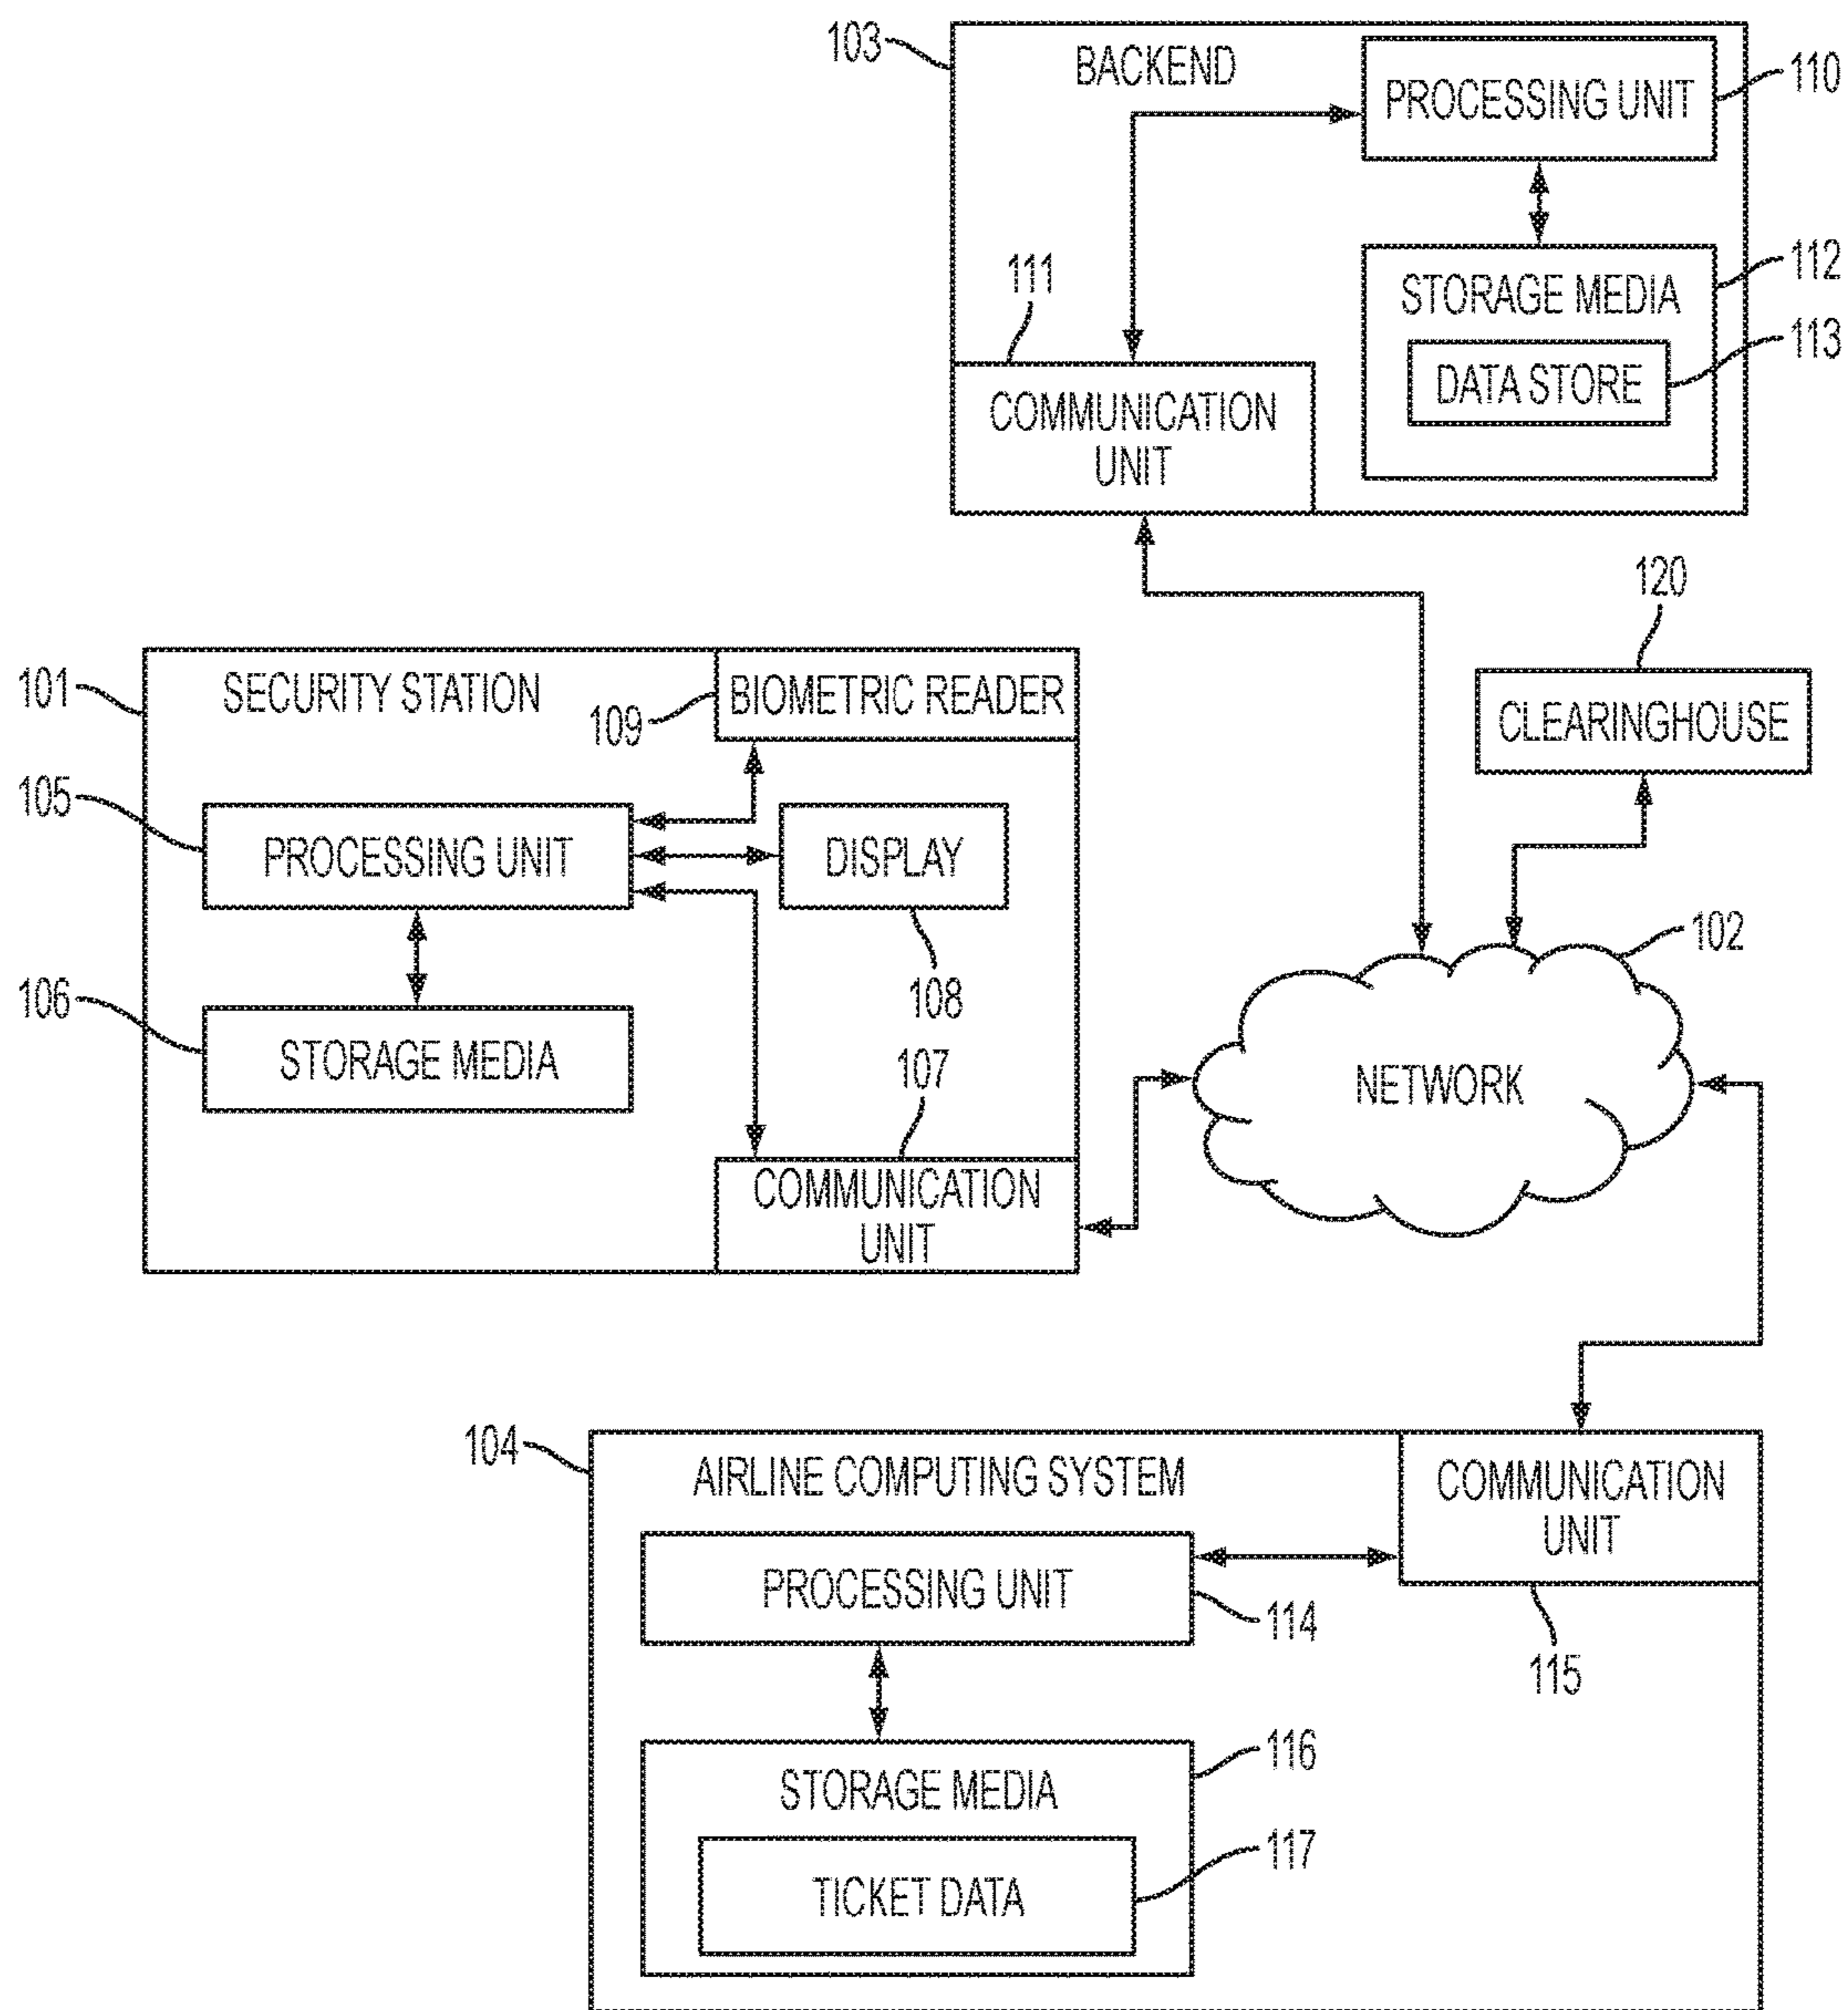 103
BACKEND
PROCESSING UNIT
110
111
STORAGE MEDIA
112
DATA STORE
113
COMMUNICATION
UNIT
120
CLEARINGHOUSE
101
SECURITY STATION
BIOMETRIC READER
109
105
PROCESSING UNIT
DISPLAY
108
106
STORAGE MEDIA
107
COMMUNICATION
UNIT
102
NETWORK
104
AIRLINE COMPUTING SYSTEM
COMMUNICATION
UNIT
115
PROCESSING UNIT
114
STORAGE MEDIA
116
TICKET DATA
117